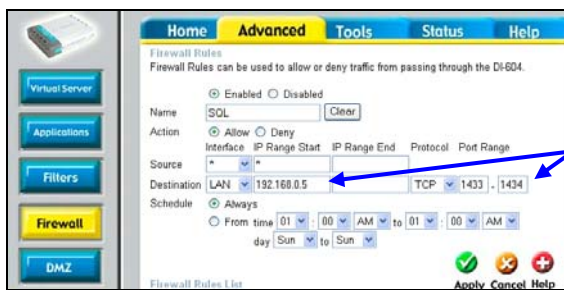 Home Advanced Tools Status Help
Firewall Rules
Firewall Rules can be used to allow or deny traffic from passing through the DI-604.
Enabled Disabled
Name SQL Clear
Action Allow Deny
Interface IP Range Start IP Range End Protocol Port Range
Source * *
Destination LAN 192.168.0.5 TCP 1433 - 1434
Schedule Always
From time 01 : 00 AM to 01 : 00 AM
day Sun to Sun
Apply Cancel Help
Firewall Rules List
Virtual Server
Applications
Filters
Firewall
DMZ